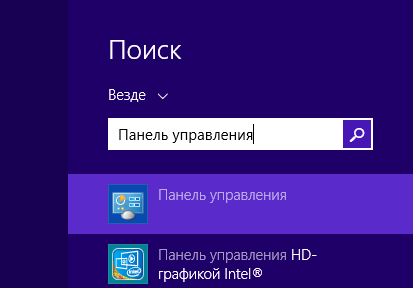 Поиск
Везде
Панель управления
Панель управления
Панель управления HD-
графикой Intel®